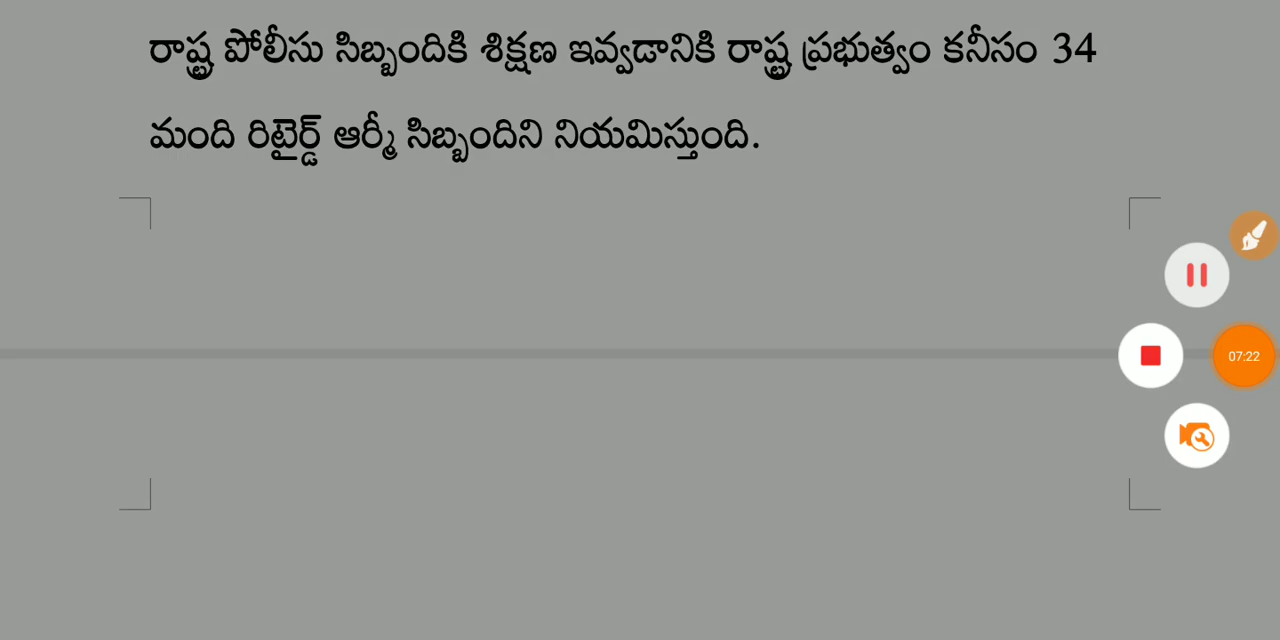 రాష్ట్ర పోలీసు సిబ్బందికి శిక్షణ ఇవ్వడానికి రాష్ట్ర ప్రభుత్వం కనీసం 34
మంది రిటైర్డ్ ఆర్మీ సిబ్బందిని నియమిస్తుంది.
07:22